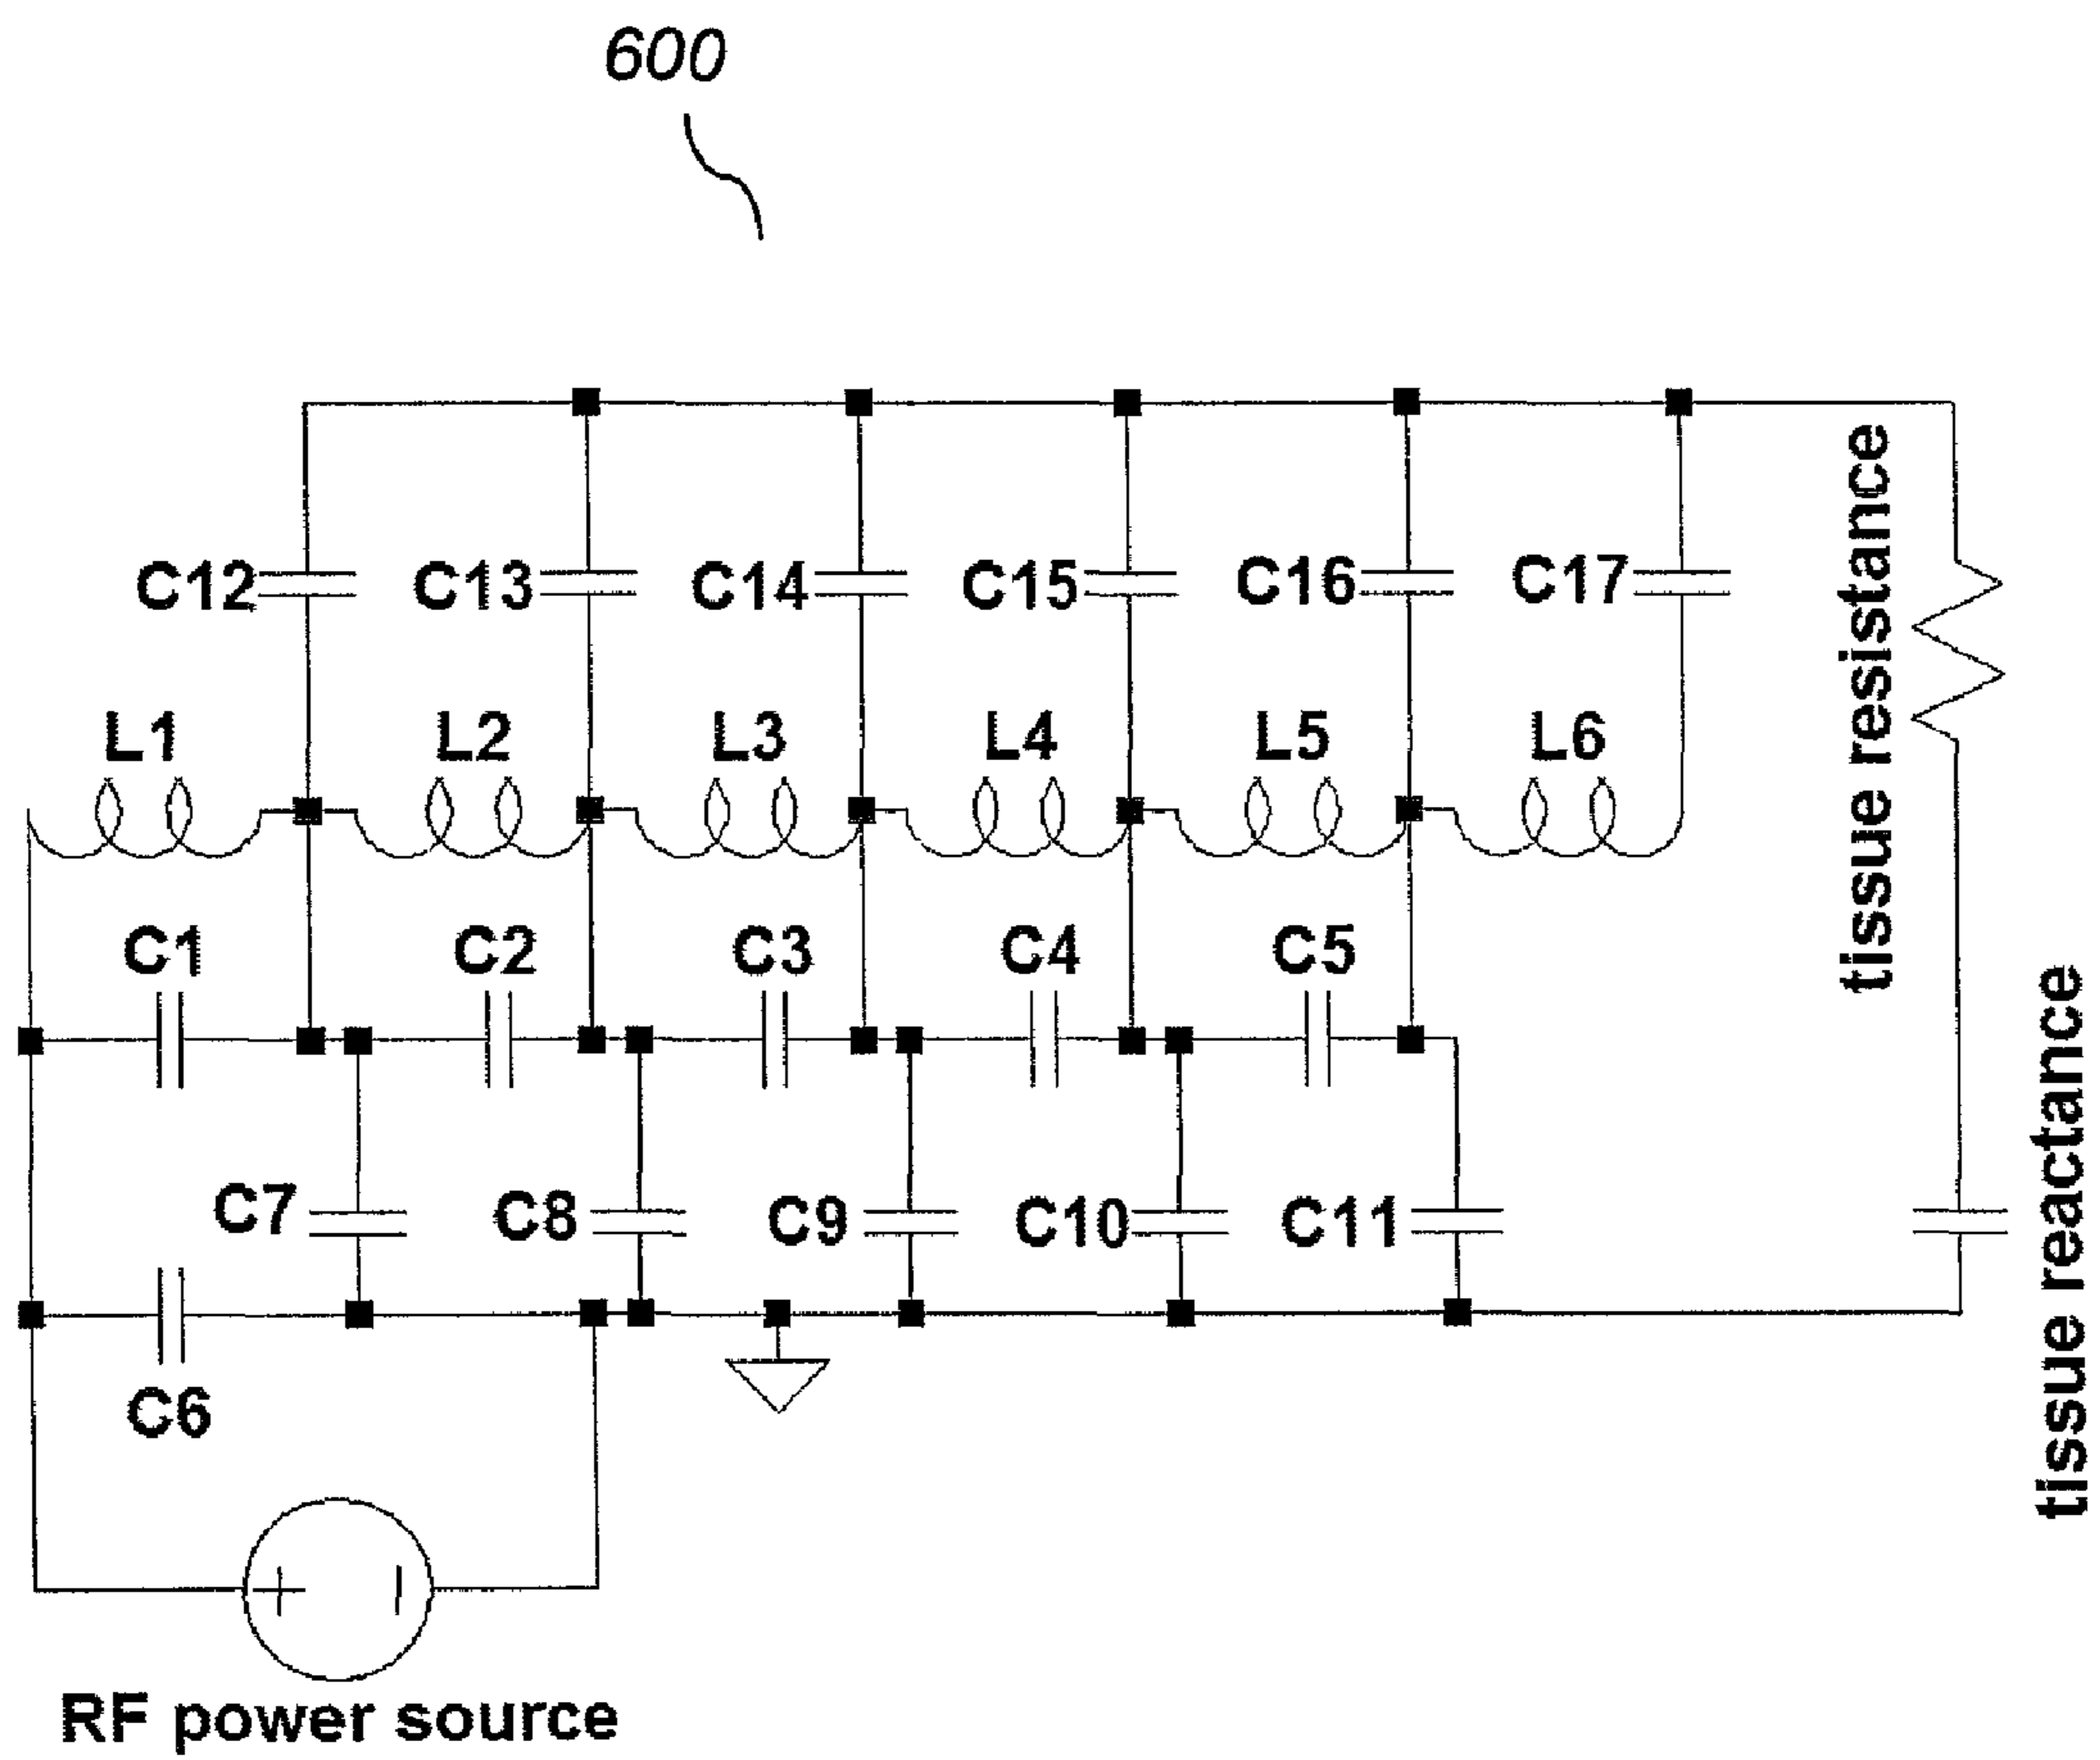 600
C12 C13 C14 C15 C16 C17
tissue resistance
L1 L2 L3 L4 L5 L6
C1 C2 C3 C4 C5
tissue reactance
C7 C8 C9 C10 C11
C6
+ −
RF power source